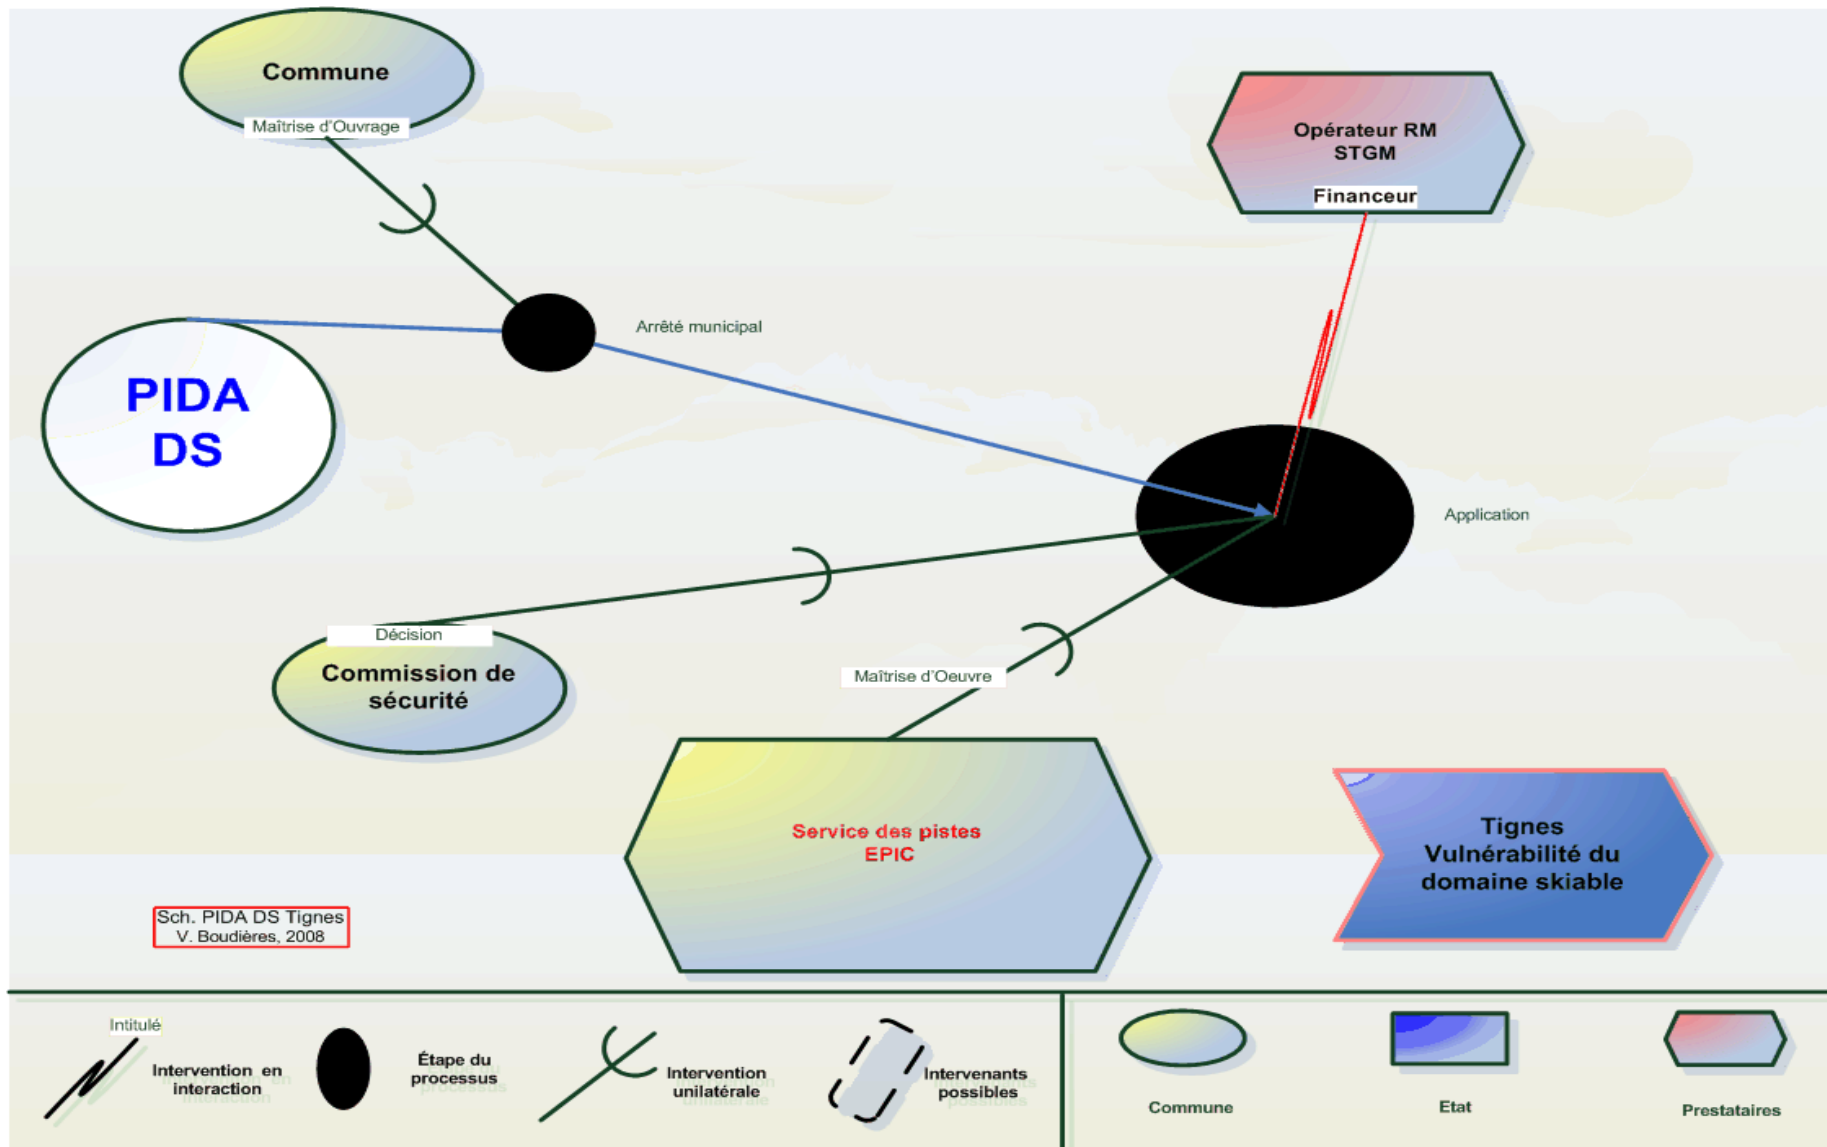 Commune
Maîtrise d'Ouvrage
Opérateur RM
STGM
Financeur
Arrêté municipal
PIDA
DS
Application
Décision
Commission de
sécurité
Maîtrise d'Oeuvre
Service des pistes
EPIC
Tignes
Vulnérabilité du
domaine skiable
Sch. PIDA DS Tignes
V. Boudières, 2008
Intitulé
Intervention en
interaction
Étape du
processus
Intervention
unilatérale
Intervenants
possibles
Commune
Etat
Prestataires